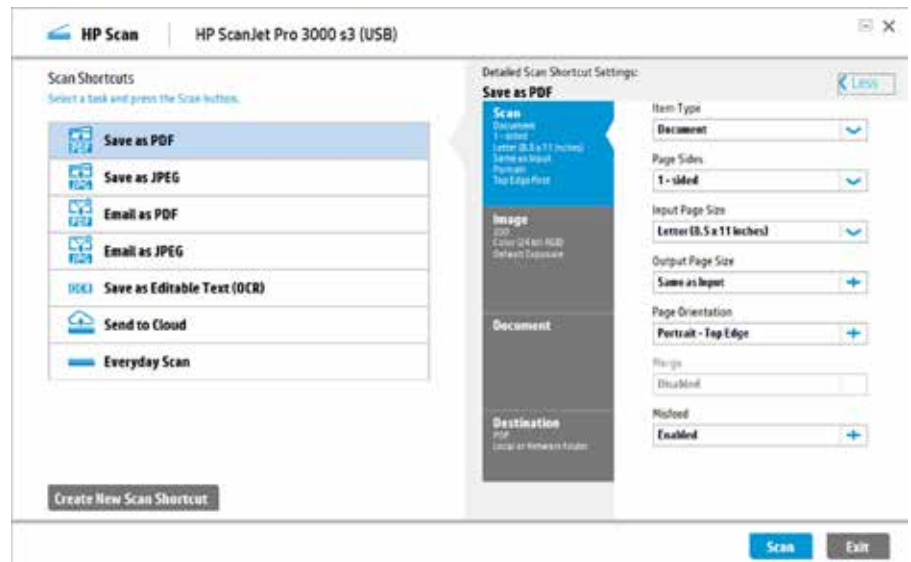 HP Scan
HP ScanJet Pro 3000 s3 (USB)
Scan Shortcuts
Select a task and press the Scan button.
Save as PDF
Save as JPEG
Email as PDF
Email as JPEG
Save as Editable Text (OCR)
Send to Cloud
Everyday Scan
Create New Scan Shortcut
Detailed Scan Shortcut Settings:
Save as PDF
Less
Scan
Document
1 - sided
Letter (8.5 x 11 inches)
Same as Input
Portrait
Top Edge First
Image
Color (24 bit RGB)
Default Exposure
Document
Destination
PDF
Local or Network Folder
Item Type
Document
Page Sides
1 - sided
Input Page Size
Letter (8.5 x 11 inches)
Output Page Size
Same as Input
Page Orientation
Portrait - Top Edge
Merge
Disabled
Misfeed
Enabled
Scan
Exit